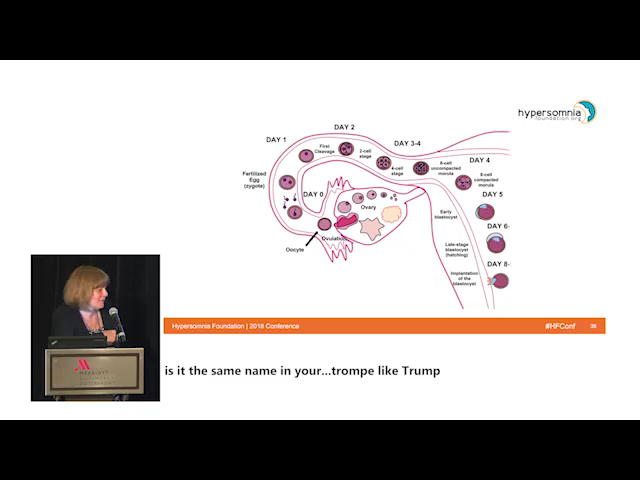 hypersomnia
foundation.org
DAY 1
DAY 2
DAY 3-4
DAY 4
DAY 5
DAY 6-
DAY 8-
DAY 0
First
Cleavage
2-cell
stage
4-cell
stage
8-cell
uncompacted
morula
8-cell
compacted
morula
Fertilized
Egg
(zygote)
Ovary
Early
blastocyst
Ovulation
Oocyte
Late-stage
blastocyst
(hatching)
Implantation
of the
blastocyst
Hypersomnia Foundation | 2018 Conference
#HFConf
36
MARRIOTT
is it the same name in your...trompe like Trump